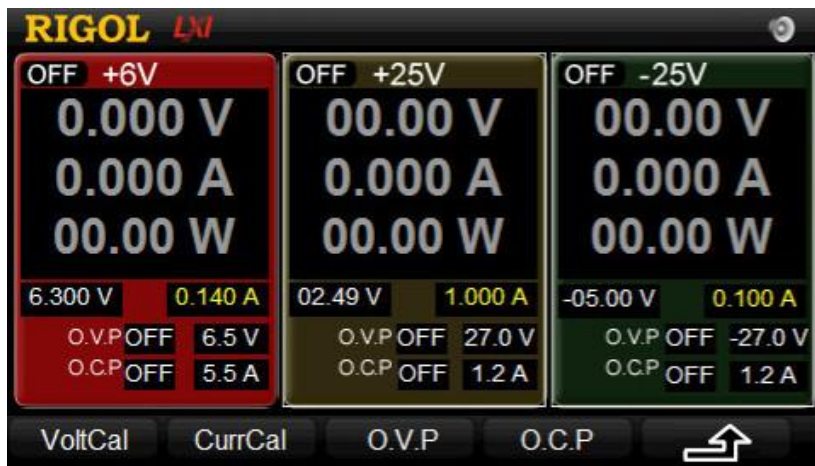 RIGOL LXI
OFF +6V
0.000 V
0.000 A
00.00 W
6.300 V 0.140 A
O.V.P OFF 6.5 V
O.C.P OFF 5.5 A
OFF +25V
00.00 V
0.000 A
00.00 W
02.49 V 1.000 A
O.V.P OFF 27.0 V
O.C.P OFF 1.2 A
OFF -25V
00.00 V
0.000 A
00.00 W
-05.00 V 0.100 A
O.V.P OFF -27.0 V
O.C.P OFF 1.2 A
VoltCal CurrCal O.V.P O.C.P